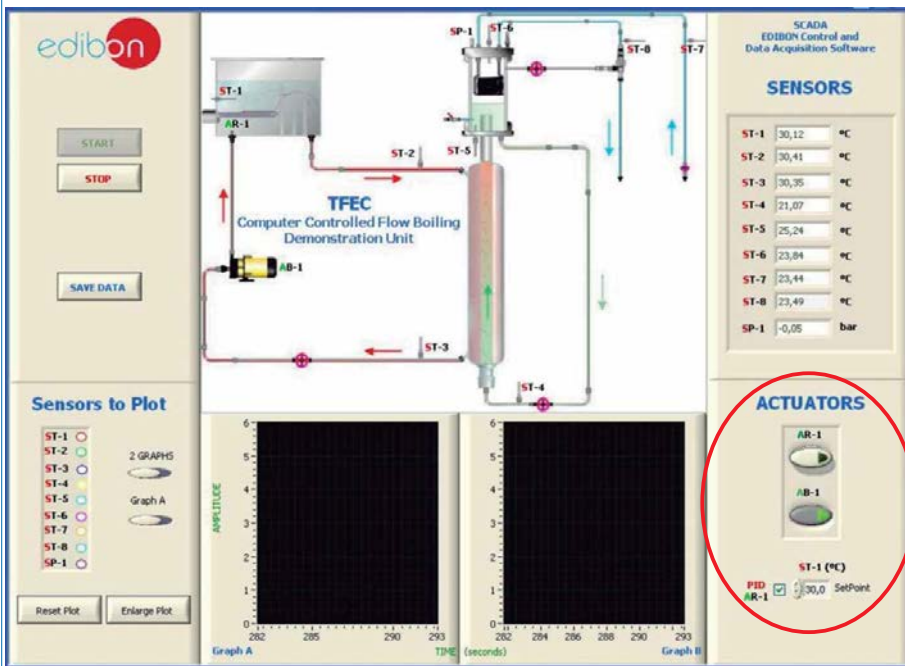 edibon
START
STOP
SAVE DATA
Sensors to Plot
ST-1
ST-2
ST-3
ST-4
ST-5
ST-6
ST-7
ST-8
SP-1
2 GRAPHS
Graph A
Reset Plot
Enlarge Plot
SP-1
ST-6
ST-8
ST-7
ST-1
AR-1
ST-2
ST-5
TFEC
Computer Controlled Flow Boiling
Demonstration Unit
AB-1
ST-3
ST-4
6
5
4
3
2
1
0
AMPLITUDE
282
285
290
293
Graph A
TIME (seconds)
6
5
4
3
2
1
0
282
284
286
288
290
293
Graph B
SCADA
EDIBON Control and
Data Acquisition Software
SENSORS
ST-1 30,12 ºC
ST-2 30,41 ºC
ST-3 30,35 ºC
ST-4 21,07 ºC
ST-5 25,24 ºC
ST-6 23,84 ºC
ST-7 23,44 ºC
ST-8 23,49 ºC
SP-1 -0,05 bar
ACTUATORS
AR-1
AB-1
ST-1 (ºC)
PID
AR-1
30,0 SetPoint